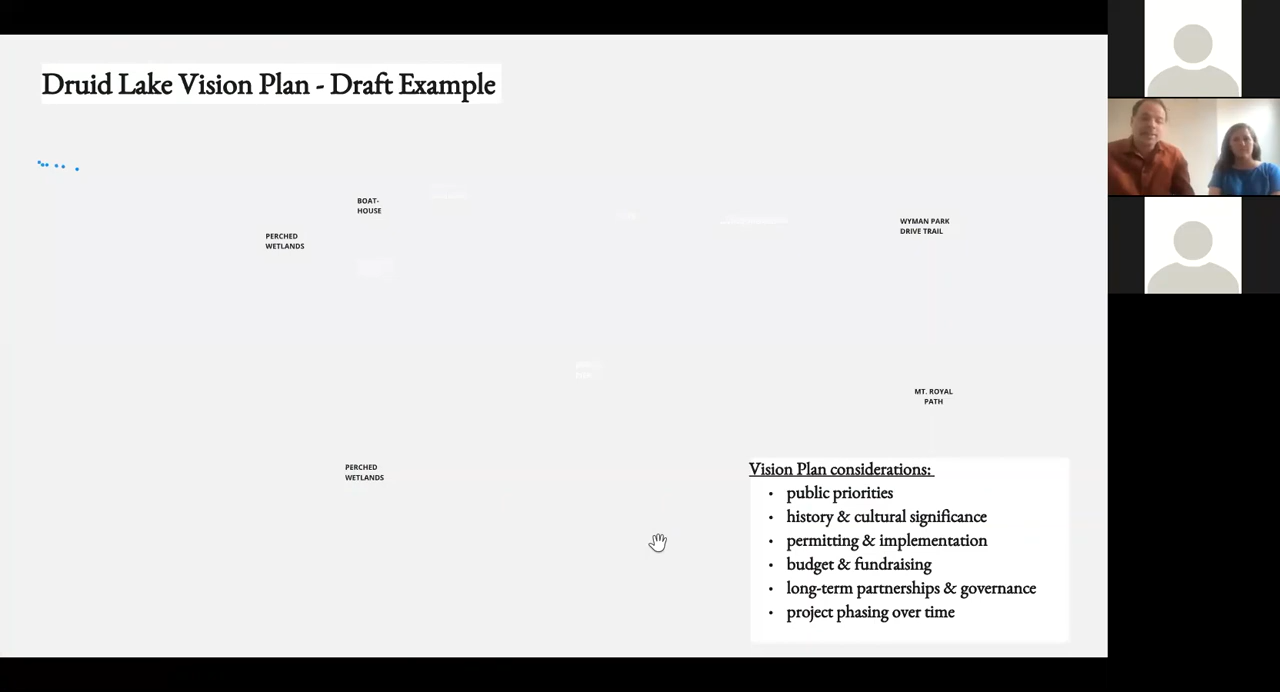 Druid Lake Vision Plan - Draft Example
BOAT-
HOUSE
PERCHED
WETLANDS
WYMAN PARK
DRIVE TRAIL
MT. ROYAL
PATH
PERCHED
WETLANDS
Vision Plan considerations:
• public priorities
• history & cultural significance
• permitting & implementation
• budget & fundraising
• long-term partnerships & governance
• project phasing over time